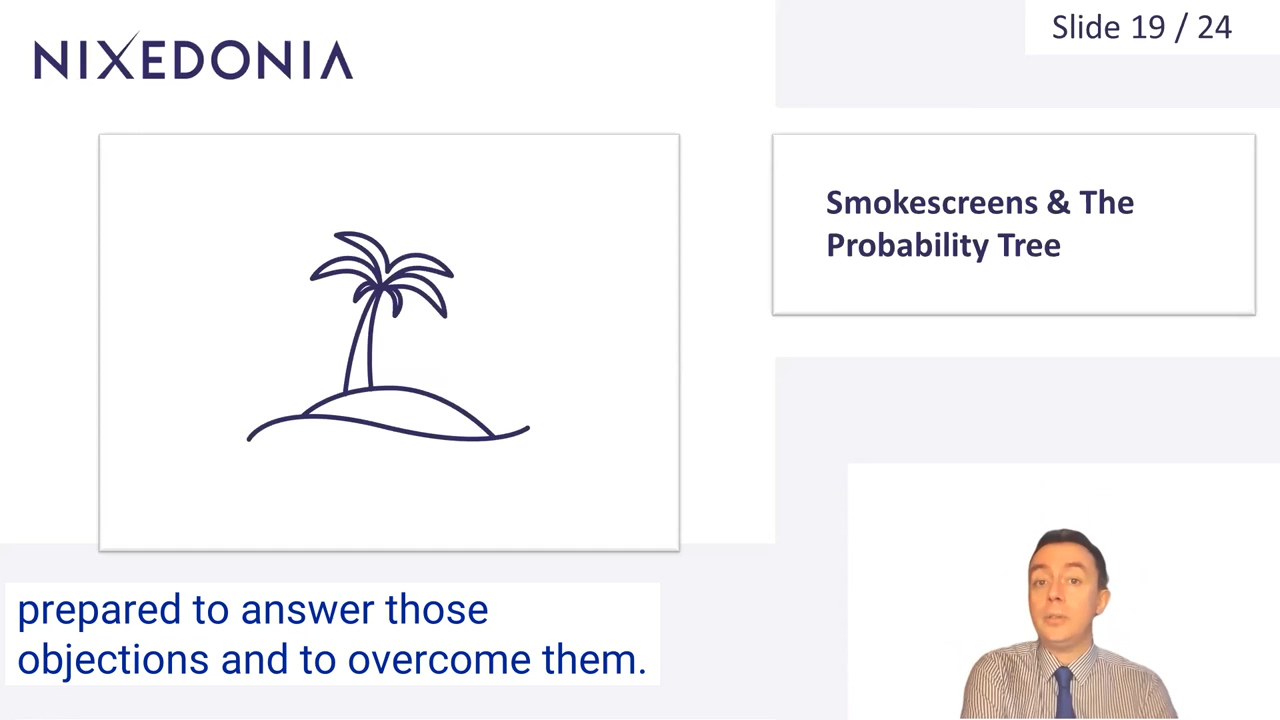 NIXEDONIA
Slide 19 / 24
Smokescreens & The
Probability Tree
prepared to answer those
objections and to overcome them.